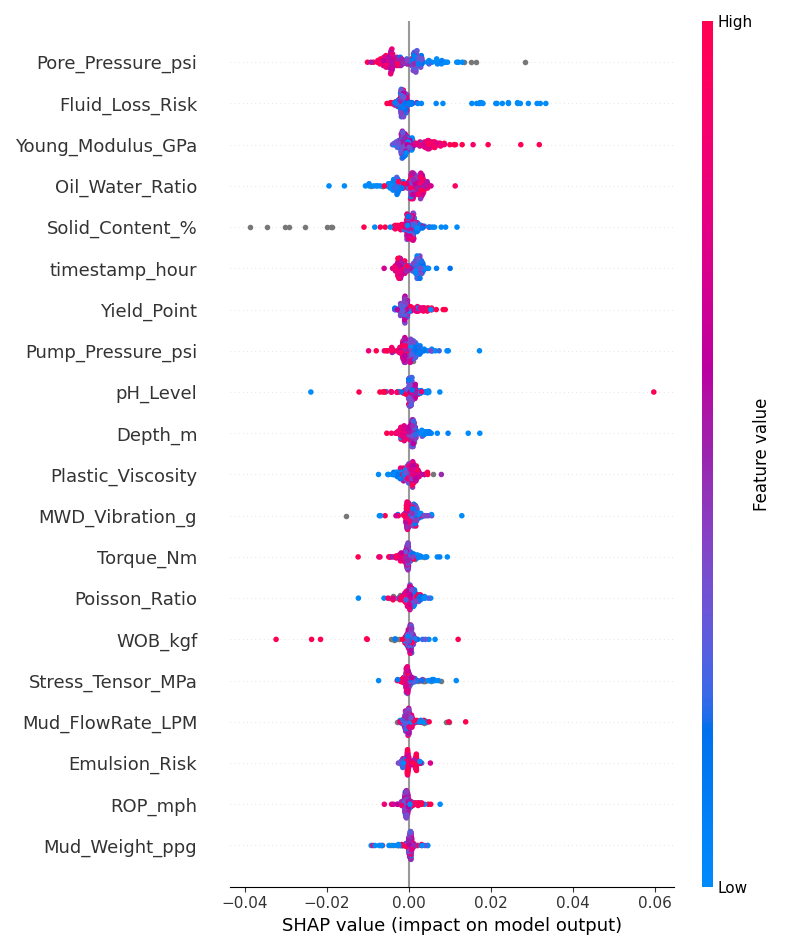 High
Pore_Pressure_psi
Fluid_Loss_Risk
Young_Modulus_GPa
Oil_Water_Ratio
Solid_Content_%
timestamp_hour
Yield_Point
Pump_Pressure_psi
pH_Level
Depth_m
Plastic_Viscosity
MWD_Vibration_g
Torque_Nm
Poisson_Ratio
WOB_kgf
Stress_Tensor_MPa
Mud_FlowRate_LPM
Emulsion_Risk
ROP_mph
Mud_Weight_ppg
Feature value
Low
−0.04 −0.02 0.00 0.02 0.04 0.06
SHAP value (impact on model output)